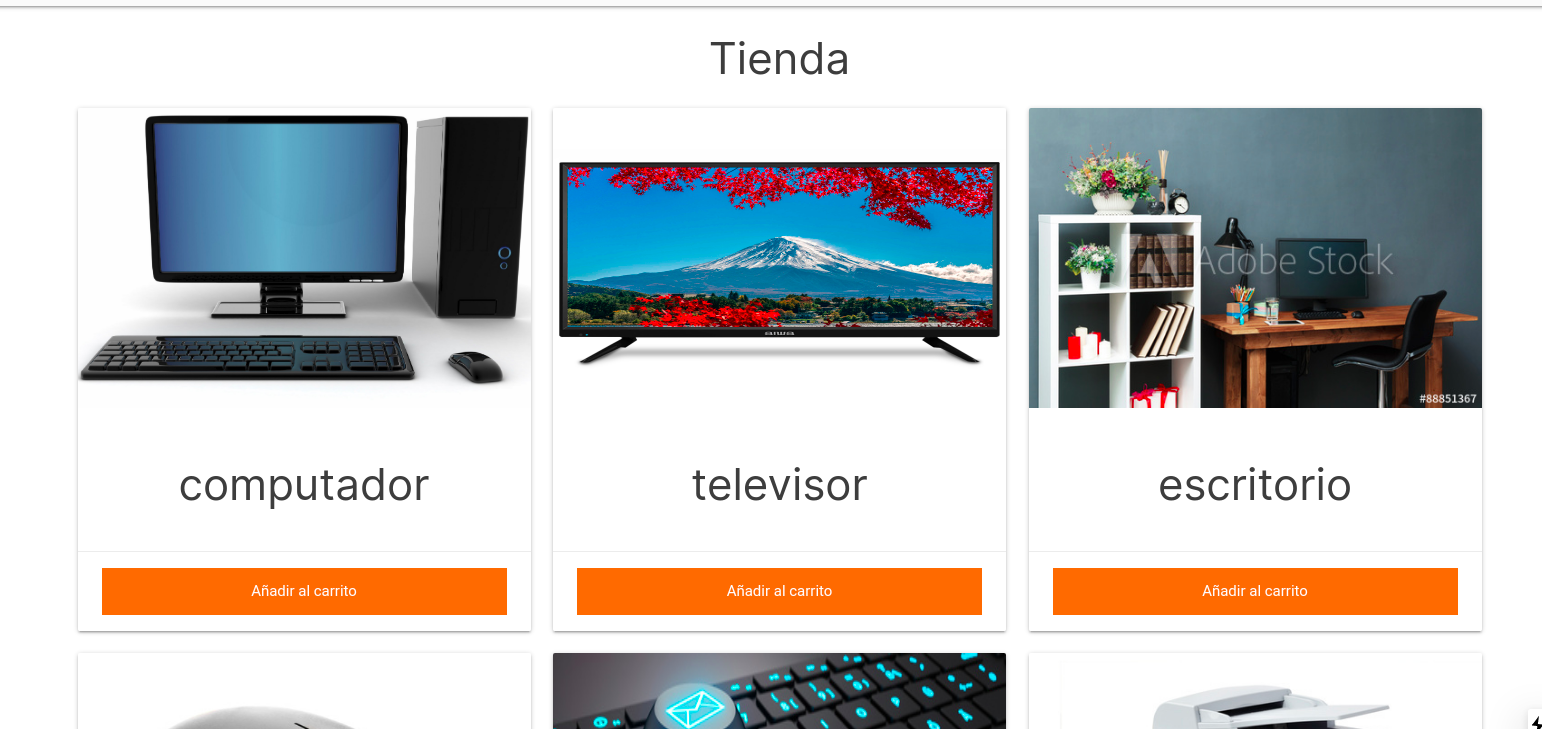 Tienda
aiwa
Adobe Stock
#88851367
computador
televisor
escritorio
Añadir al carrito
Añadir al carrito
Añadir al carrito